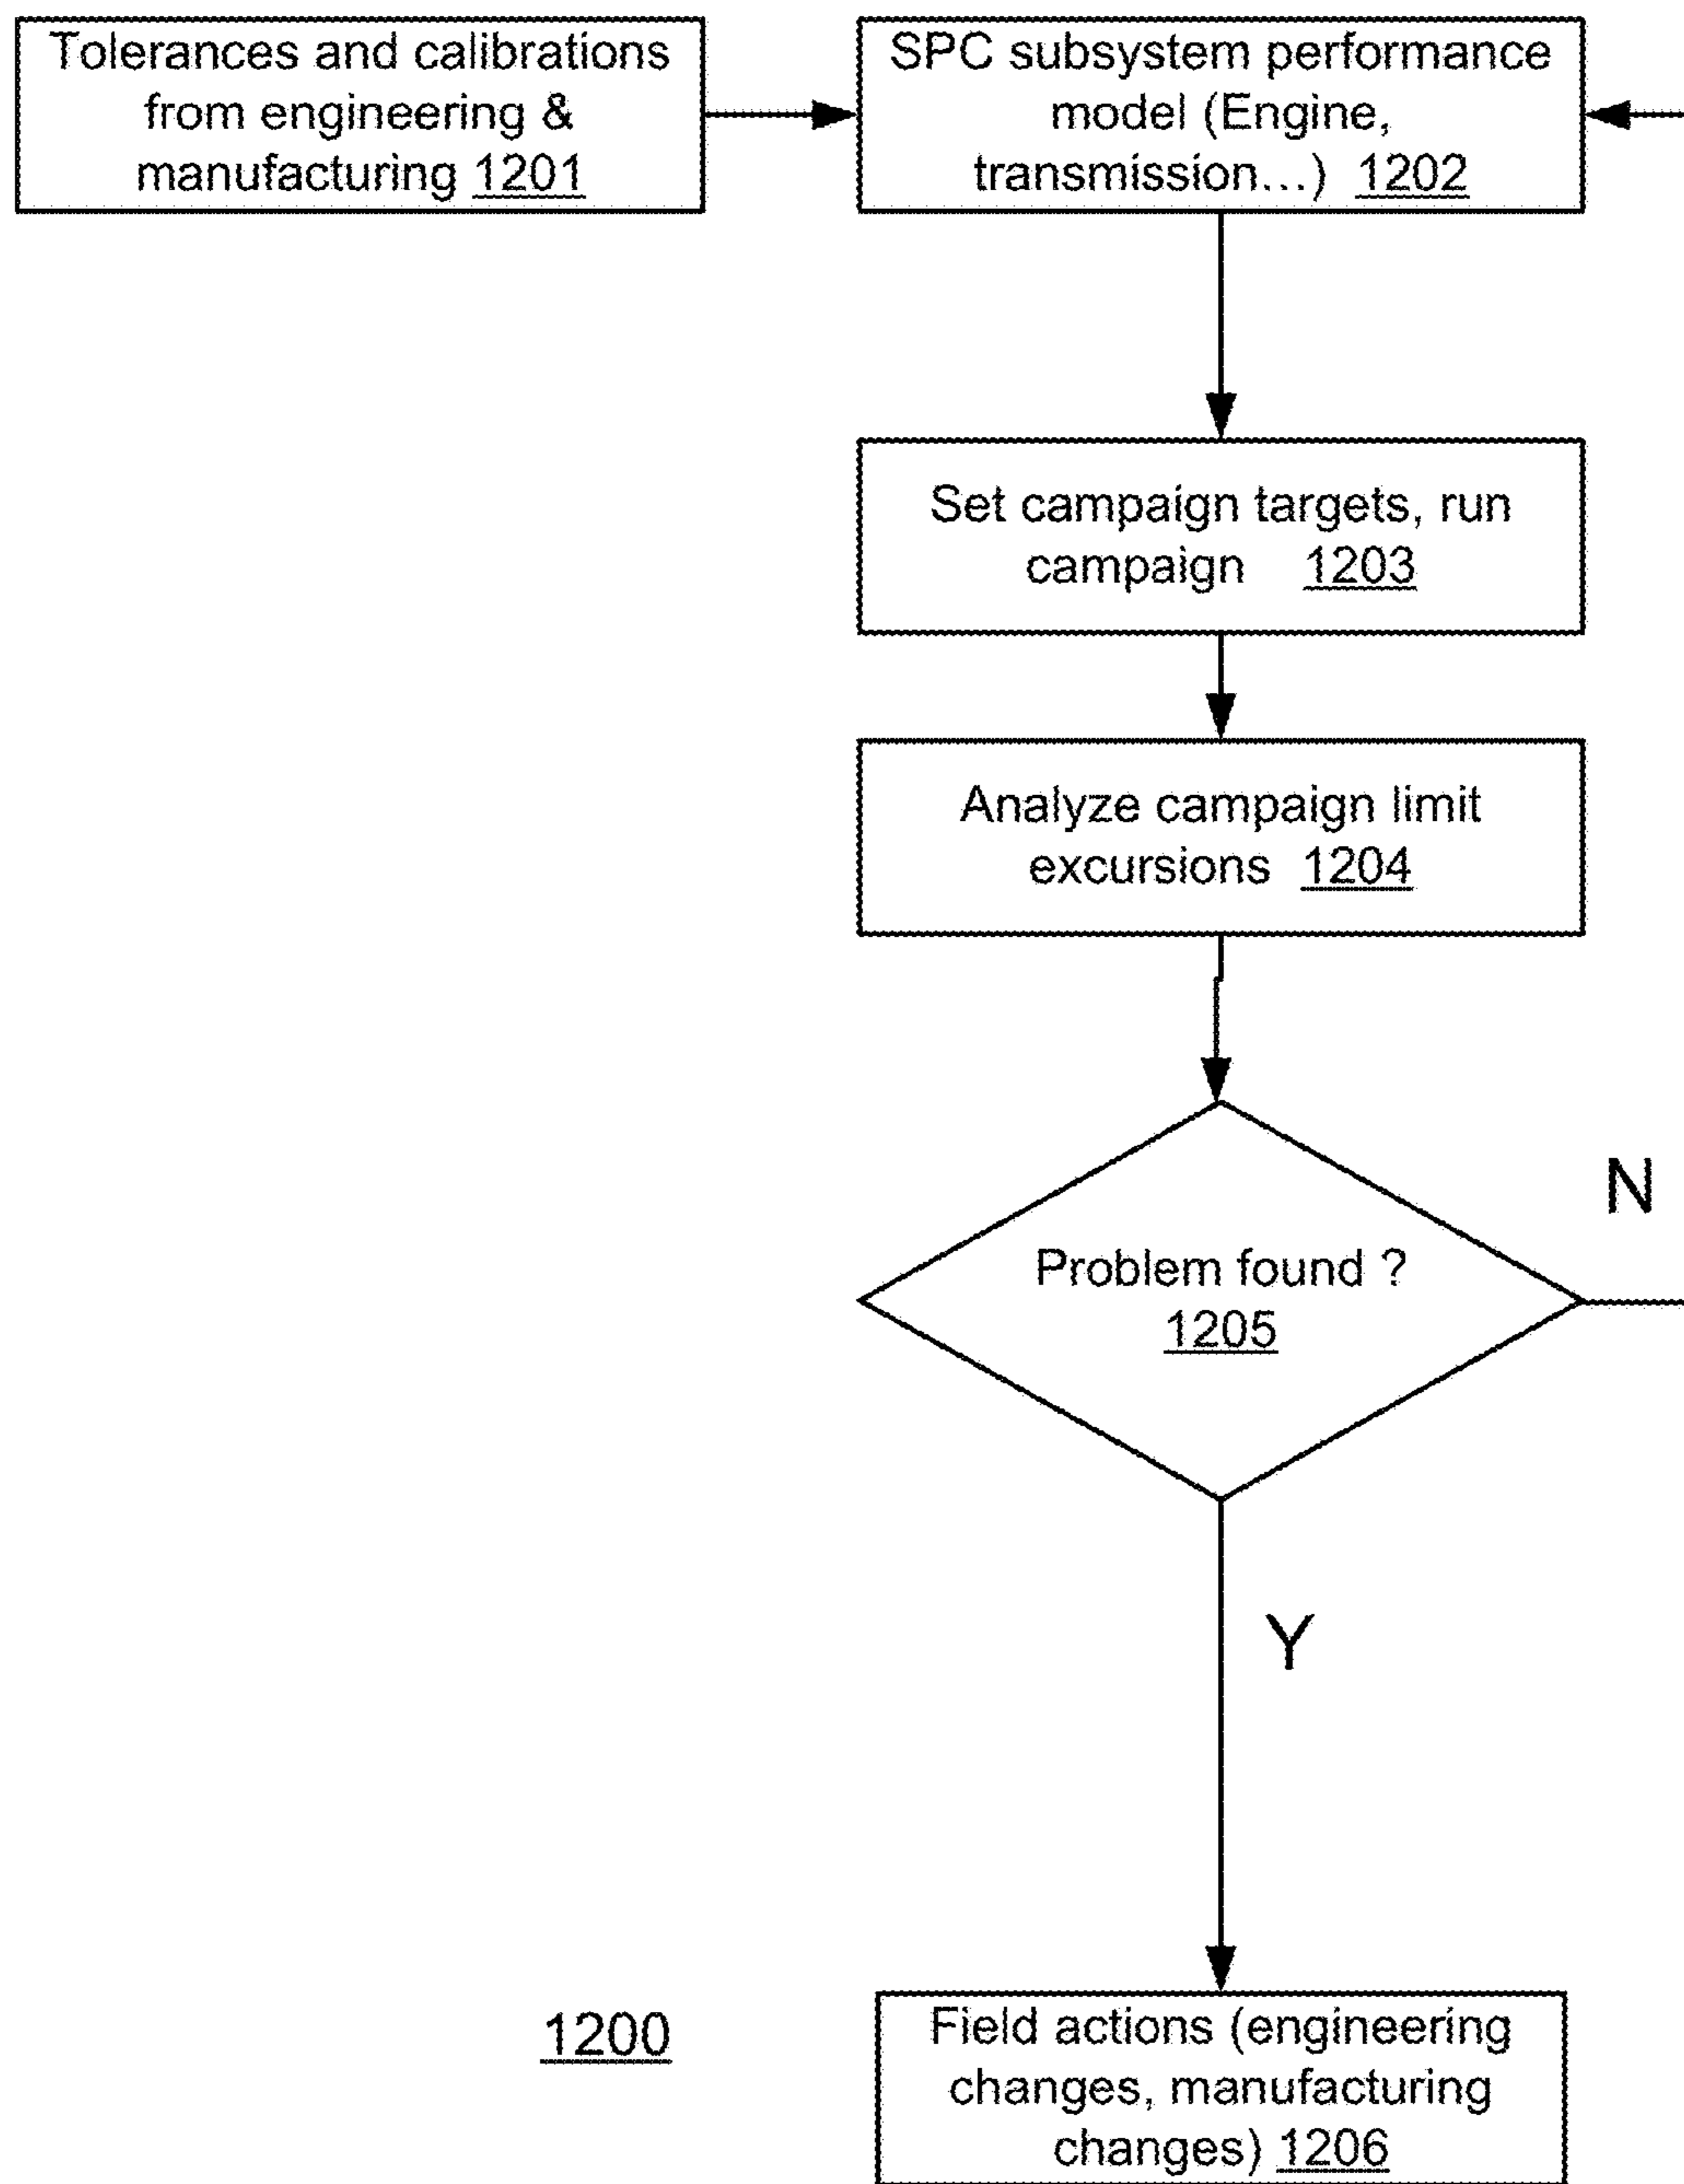 Tolerances and calibrations
from engineering &
manufacturing 1201
SPC subsystem performance
model (Engine,
transmission...) 1202
Set campaign targets, run
campaign 1203
Analyze campaign limit
excursions 1204
Problem found ?
1205
N
Y
1200
Field actions (engineering
changes, manufacturing
changes) 1206